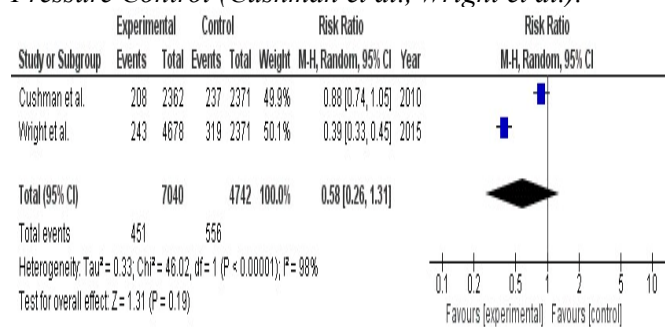 Pressure Control (Cushman et al., Wright et al.).
Experimental Control Risk Ratio Risk Ratio
Study or Subgroup Events Total Events Total Weight M-H, Random, 95% CI Year M-H, Random, 95% CI
Cushman et al. 208 2362 237 2371 49.9% 0.88 [0.74, 1.05] 2010
Wright et al. 243 4678 319 2371 50.1% 0.39 [0.33, 0.45] 2015
Total (95% CI) 7040 4742 100.0% 0.58 [0.26, 1.31]
Total events 451 556
Heterogeneity: Tau² = 0.33; Chi² = 46.02, df = 1 (P < 0.00001); I² = 98%
Test for overall effect: Z = 1.31 (P = 0.19)
0.1 0.2 0.5 1 2 5 10
Favours [experimental] Favours [control]